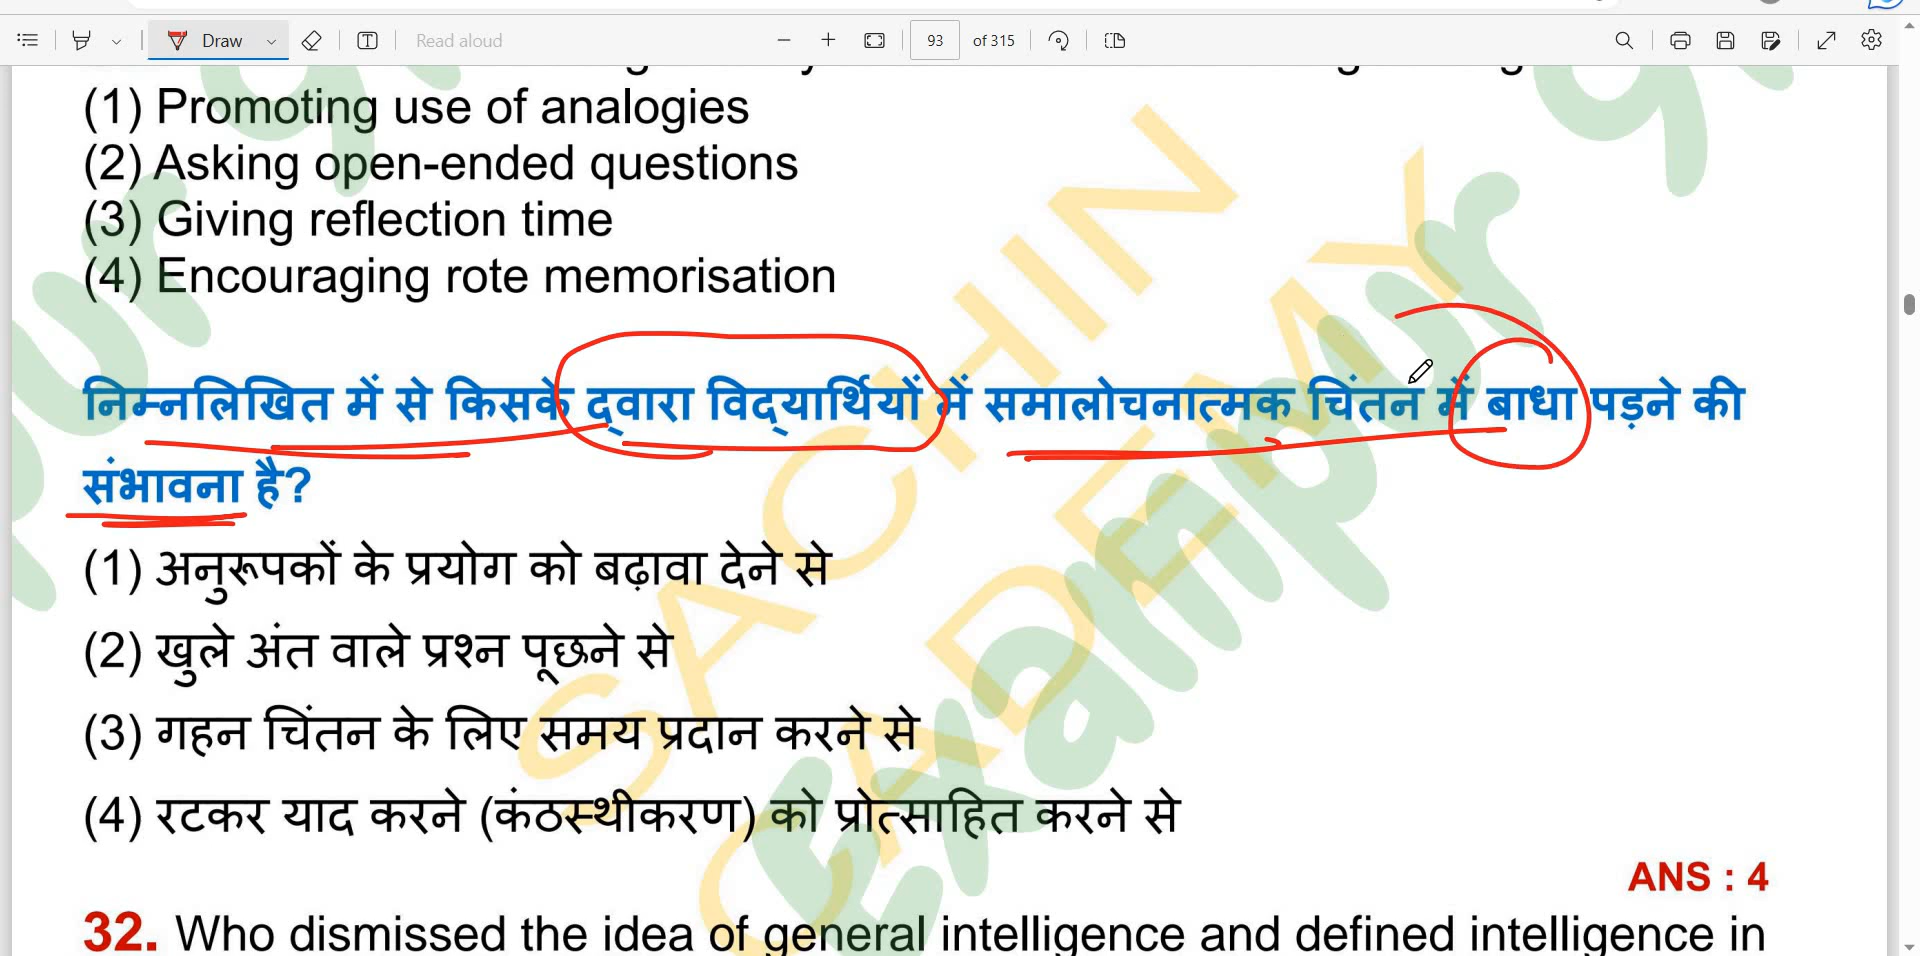 Draw
Read aloud
93 of 315
(1) Promoting use of analogies
(2) Asking open-ended questions
(3) Giving reflection time
(4) Encouraging rote memorisation
निम्नलिखित में से किसके द्वारा विद्यार्थियों में समालोचनात्मक चिंतन में बाधा पड़ने की
संभावना है?
(1) अनुरूपकों के प्रयोग को बढ़ावा देने से
(2) खुले अंत वाले प्रश्न पूछने से
(3) गहन चिंतन के लिए समय प्रदान करने से
(4) रटकर याद करने (कंठस्थीकरण) को प्रोत्साहित करने से
ANS : 4
32. Who dismissed the idea of general intelligence and defined intelligence in
SACHIN
ACADEMY
Exampur